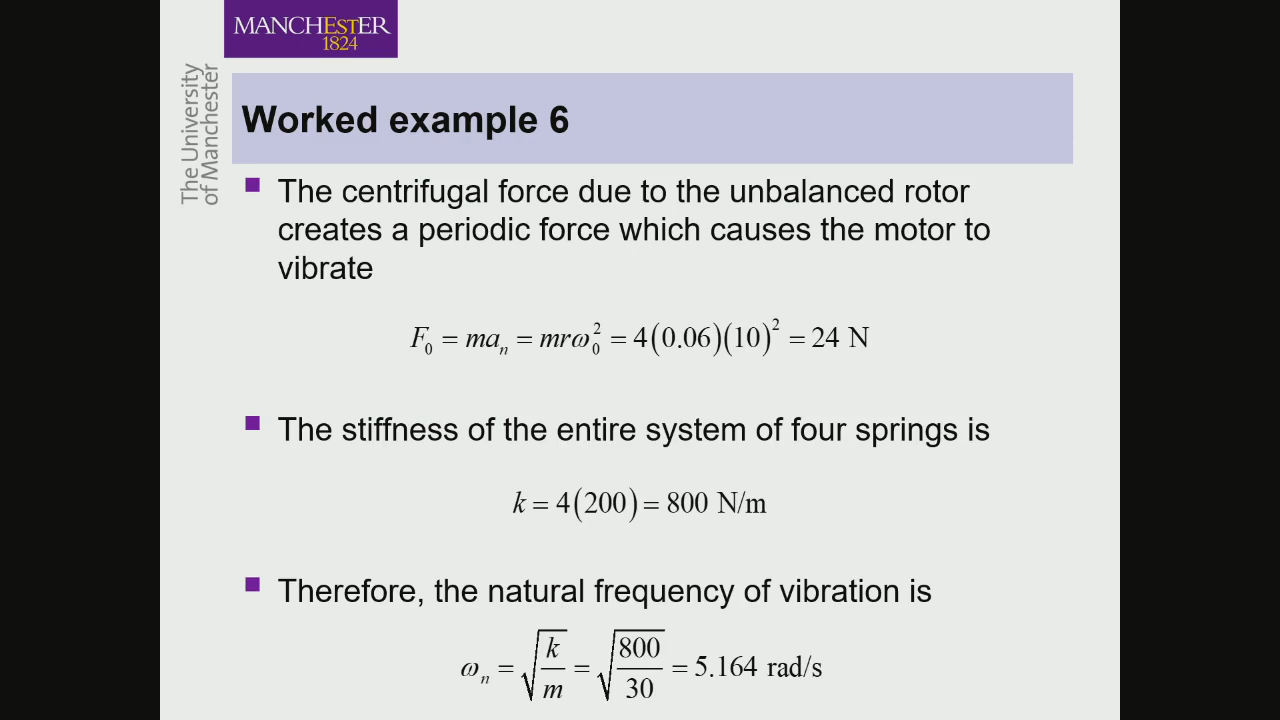 MANCHESTER
1824
The University
of Manchester
Worked example 6
The centrifugal force due to the unbalanced rotor
creates a periodic force which causes the motor to
vibrate
F₀ = maₙ = mrω₀² = 4(0.06)(10)² = 24 N
The stiffness of the entire system of four springs is
k = 4(200) = 800 N/m
Therefore, the natural frequency of vibration is
ωₙ = √(k/m) = √(800/30) = 5.164 rad/s